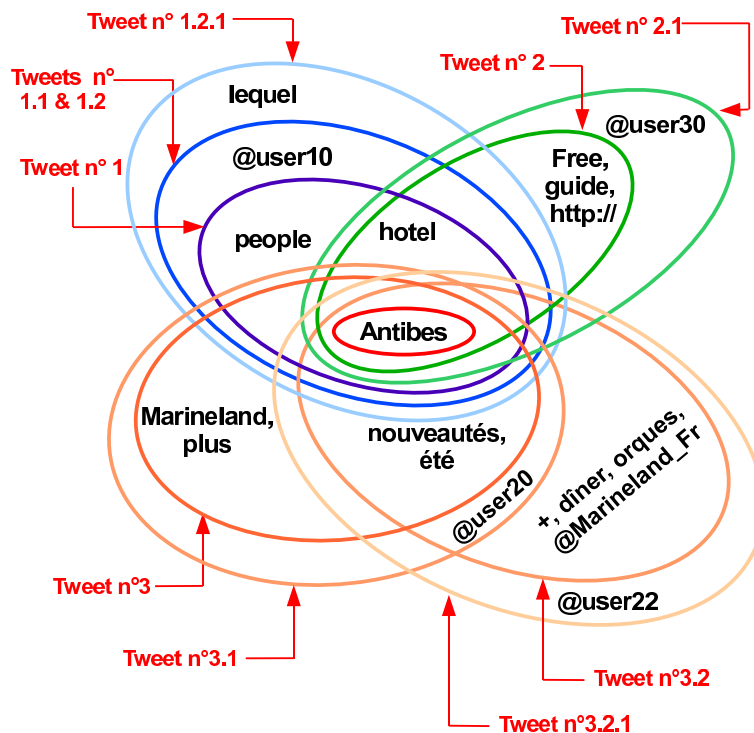 Tweet n° 1.2.1
Tweet n° 2.1
Tweet n° 2
Tweets n°
1.1 & 1.2
lequel
@user30
@user10
Free,
guide,
http://
Tweet n° 1
people
hotel
Antibes
Marineland,
plus
nouveautés,
été
+, dîner, orques,
@Marineland_Fr
@user20
Tweet n°3
@user22
Tweet n°3.1
Tweet n°3.2
Tweet n°3.2.1